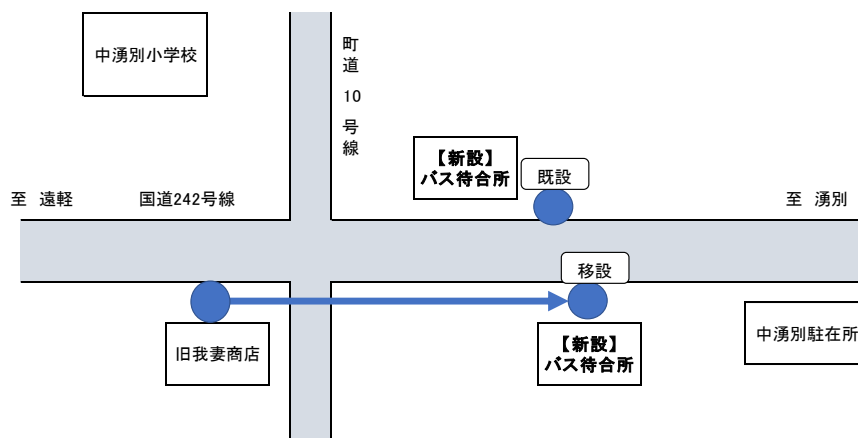 中湧別小学校
町道10号線
【新設】
バス待合所
既設
至 遠軽
国道242号線
至 湧別
移設
旧我妻商店
【新設】
バス待合所
中湧別駐在所